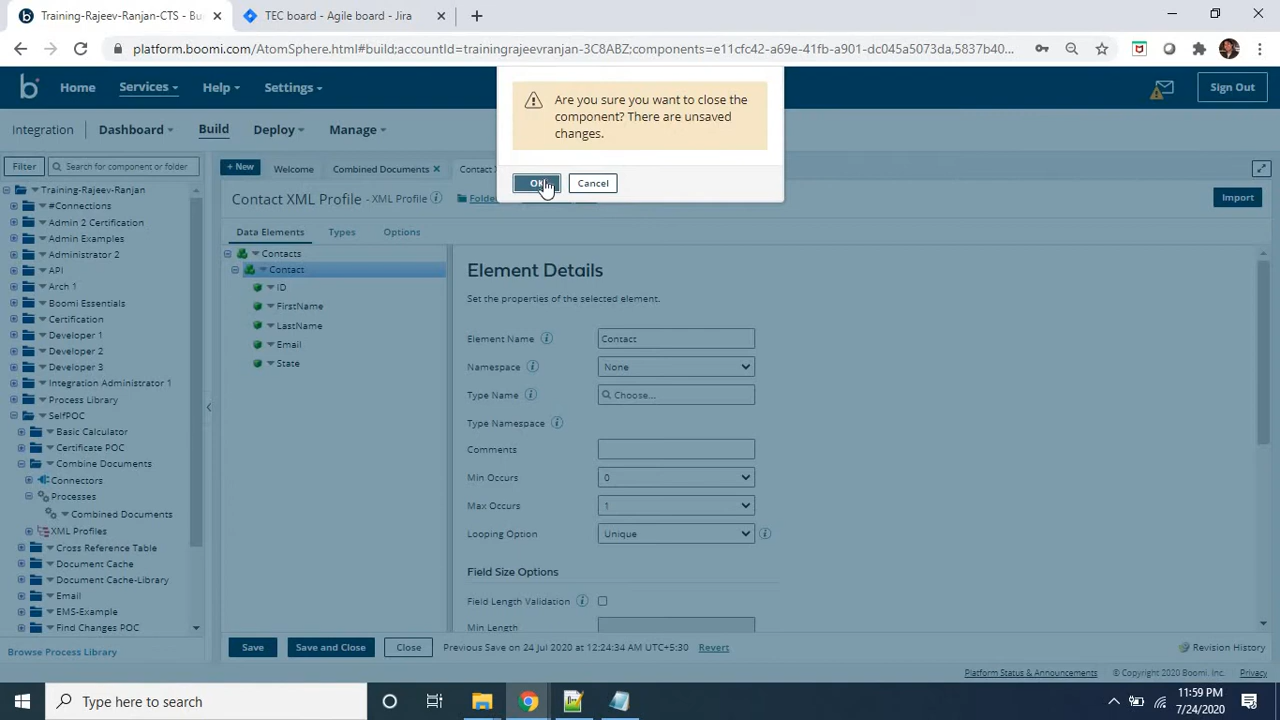 Training-Rajeev-Ranjan-CTS - Bu
TEC board - Agile board - Jira
platform.boomi.com/AtomSphere.html#build;accountId=trainingrajeevranjan-3C8ABZ;components=e11cfc42-a69e-41fb-a901-dc045a5073da,5837b40...
Home Services Help Settings Sign Out
Integration Dashboard Build Deploy Manage
Are you sure you want to close the
component? There are unsaved
changes.
OK Cancel
Filter Search for component or folder
+ New Welcome Combined Documents Contact X
Training-Rajeev-Ranjan
#Connections
Admin 2 Certification
Admin Examples
Administrator 2
API
Arch 1
Boomi Essentials
Certification
Developer 1
Developer 2
Developer 3
Integration Administrator 1
Process Library
SelfPOC
Basic Calculator
Certificate POC
Combine Documents
Connectors
Processes
Combined Documents
XML Profiles
Cross Reference Table
Document Cache
Document Cache-Library
Email
EMS-Example
Find Changes POC
Browse Process Library
Contact XML Profile - XML Profile Folde Import
Data Elements Types Options
Contacts
Contact
ID
FirstName
LastName
Email
State
Element Details
Set the properties of the selected element.
Element Name Contact
Namespace None
Type Name Choose...
Type Namespace
Comments
Min Occurs 0
Max Occurs 1
Looping Option Unique
Field Size Options
Field Length Validation
Min Length
Save Save and Close Close Previous Save on 24 Jul 2020 12:24:34 AM UTC+5:30 Revert Revision History
Platform Status & Announcements © Copyright 2020 Boomi, Inc. Privacy
Type here to search
11:59 PM
7/24/2020